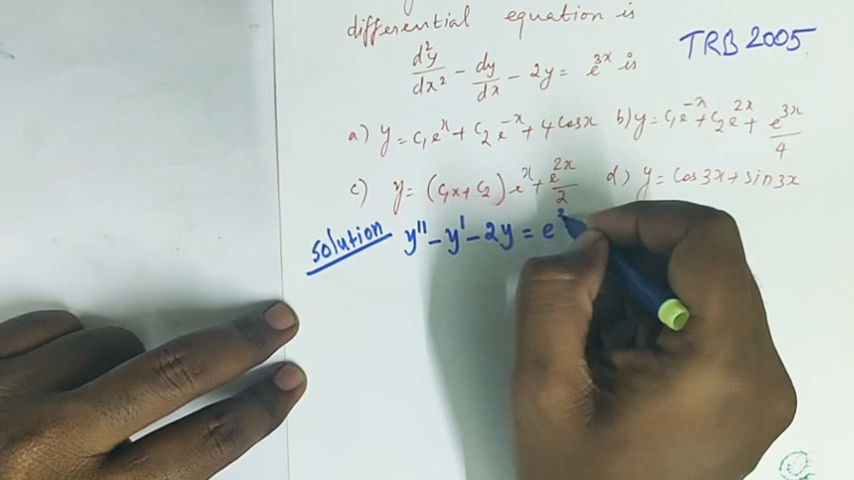 differential equation is
TRB 2005
d²y/dx² - dy/dx - 2y = e^3x is
a) y = c₁e^x + c₂e^-x + 4cosx b) y = c₁e^-x + c₂e^2x + e^3x/4
c) y = (c₁x + c₂)e^x + e^2x/2 d) y = cos3x + sin3x
solution y'' - y' - 2y = e